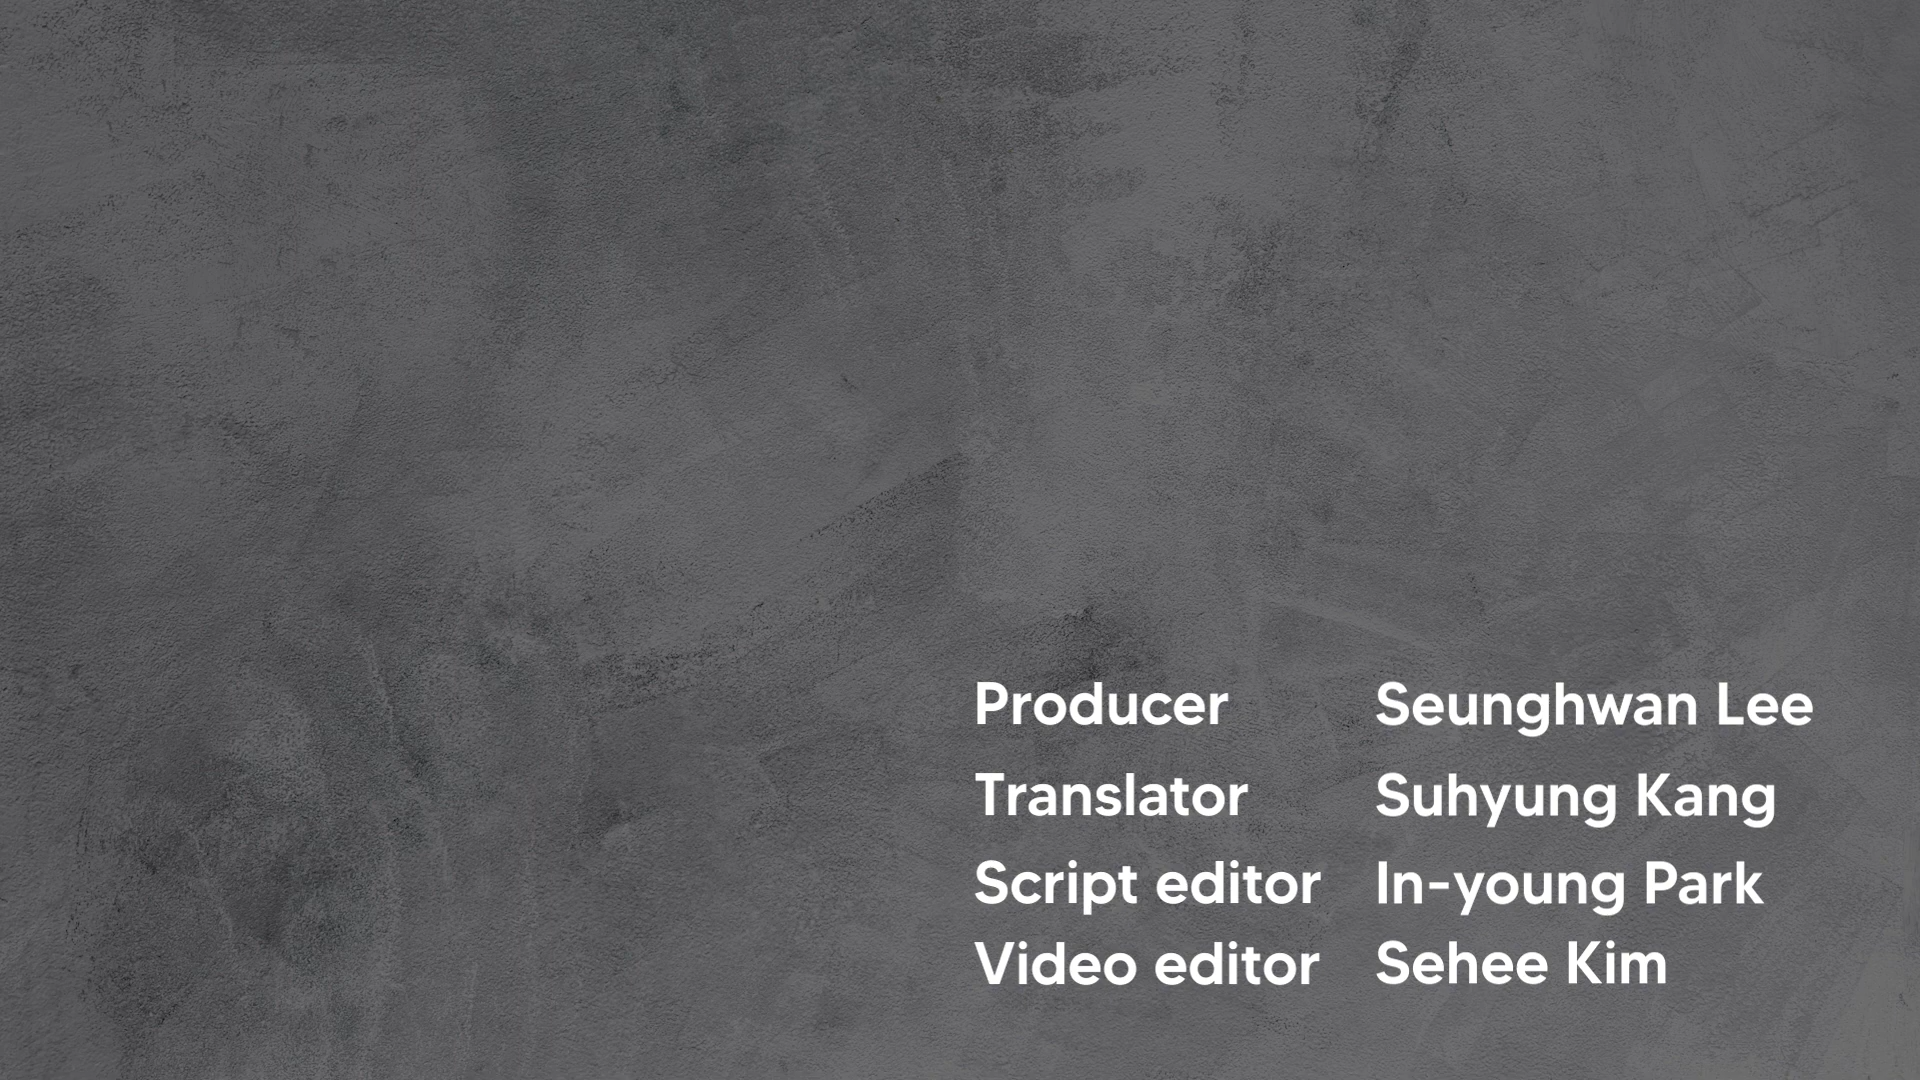 Producer Seunghwan Lee
Translator Suhyung Kang
Script editor In-young Park
Video editor Sehee Kim